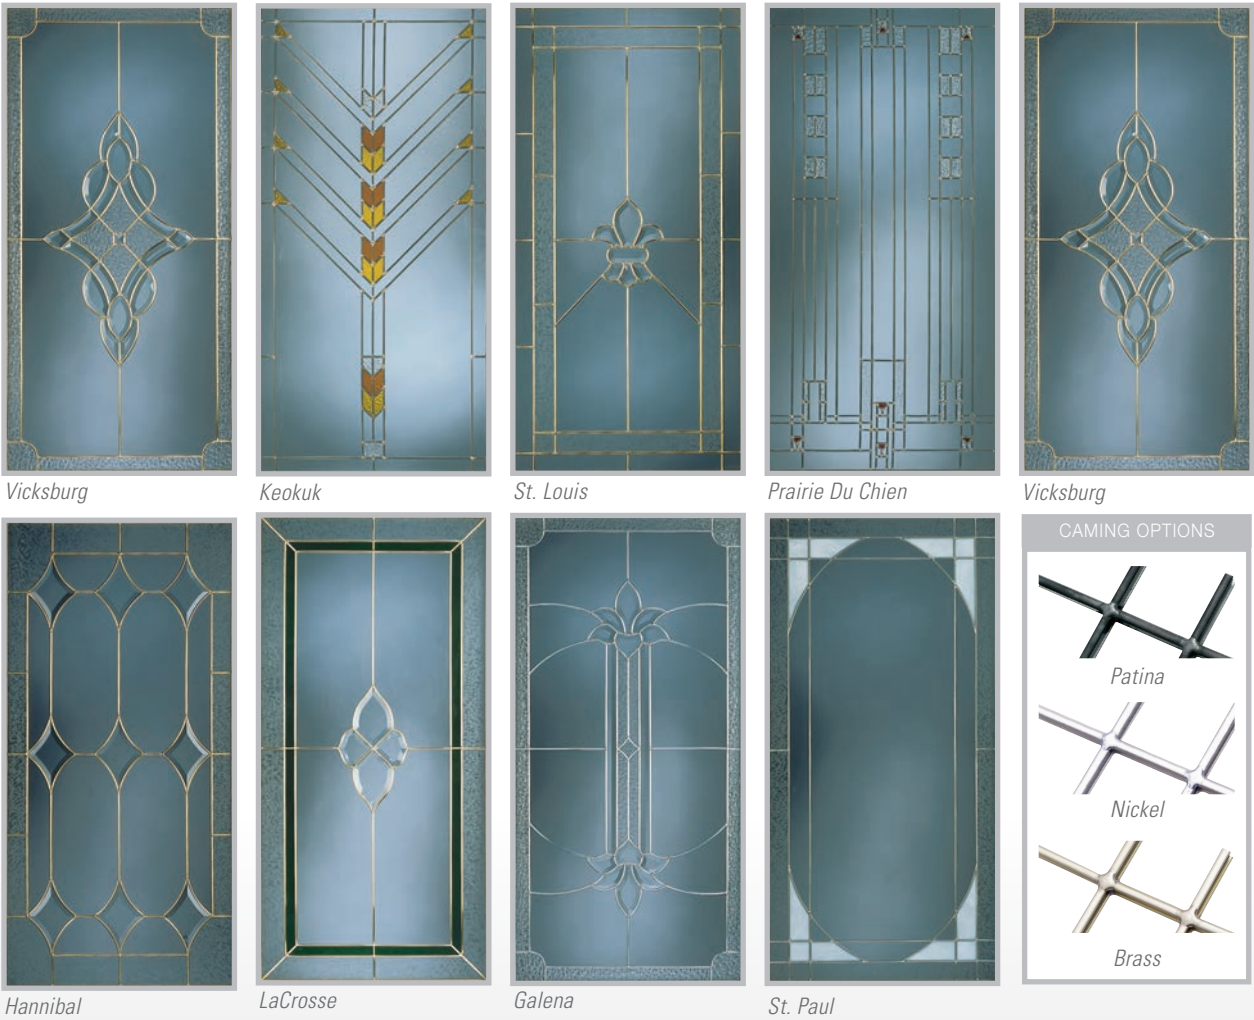 Vicksburg
Keokuk
St. Louis
Prairie Du Chien
Vicksburg
CAMING OPTIONS
Patina
Nickel
Brass
Hannibal
LaCrosse
Galena
St. Paul